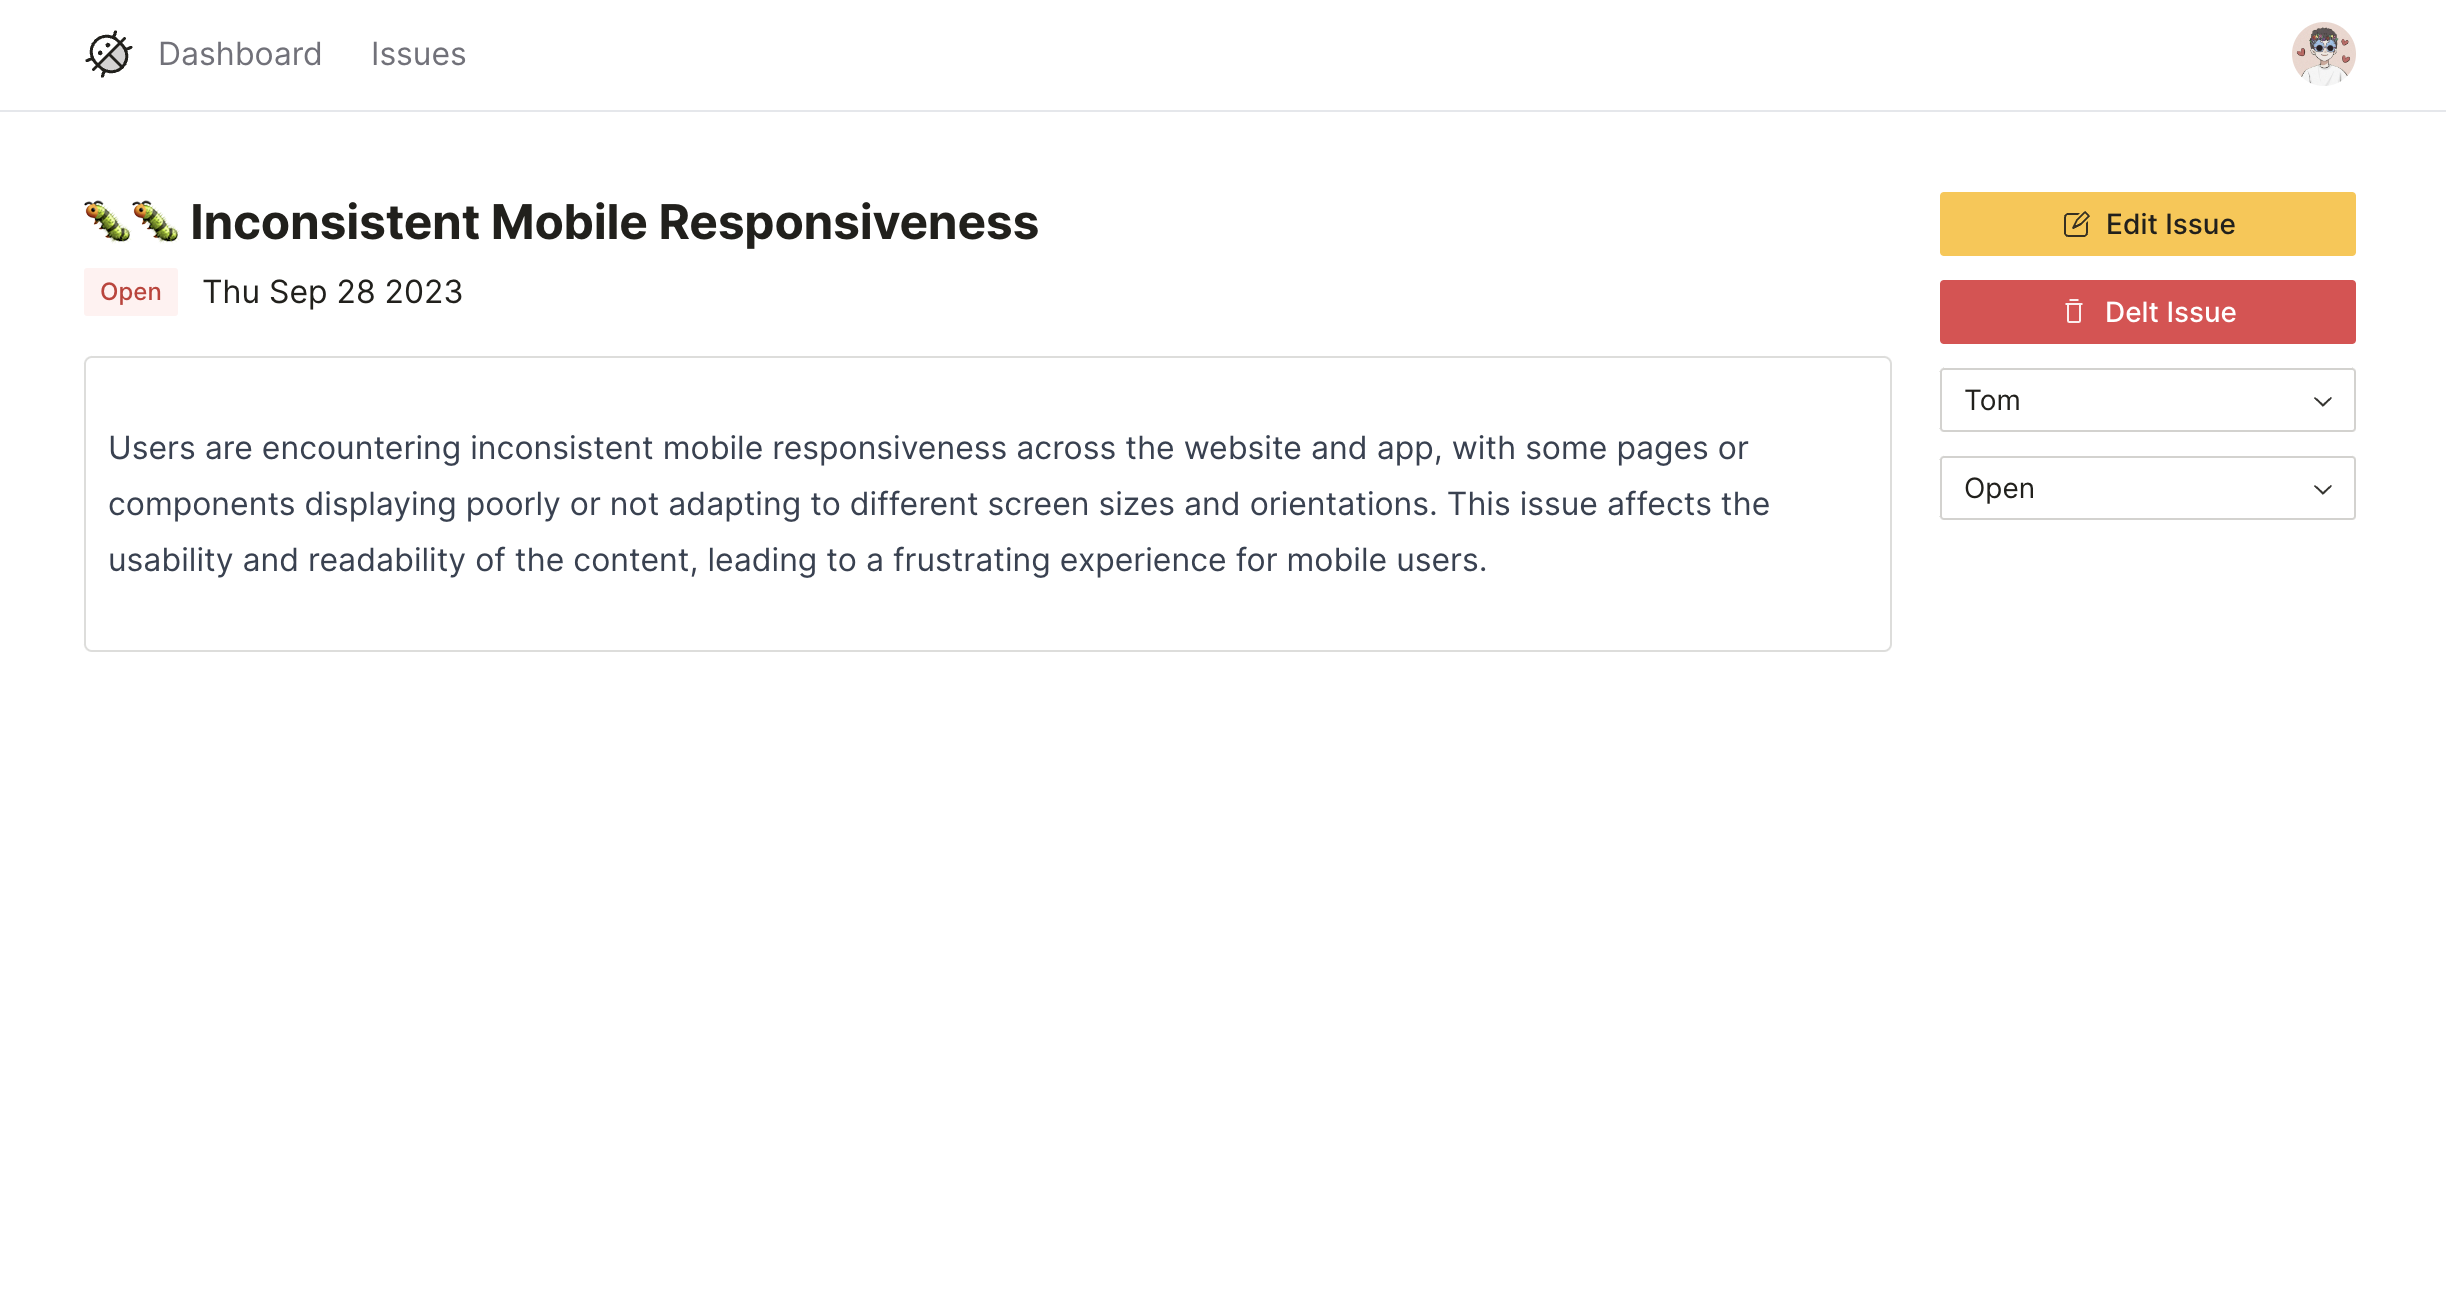 Dashboard Issues
🐛🐛 Inconsistent Mobile Responsiveness
Open Thu Sep 28 2023
Users are encountering inconsistent mobile responsiveness across the website and app, with some pages or
components displaying poorly or not adapting to different screen sizes and orientations. This issue affects the
usability and readability of the content, leading to a frustrating experience for mobile users.
Edit Issue
Delt Issue
Tom
Open